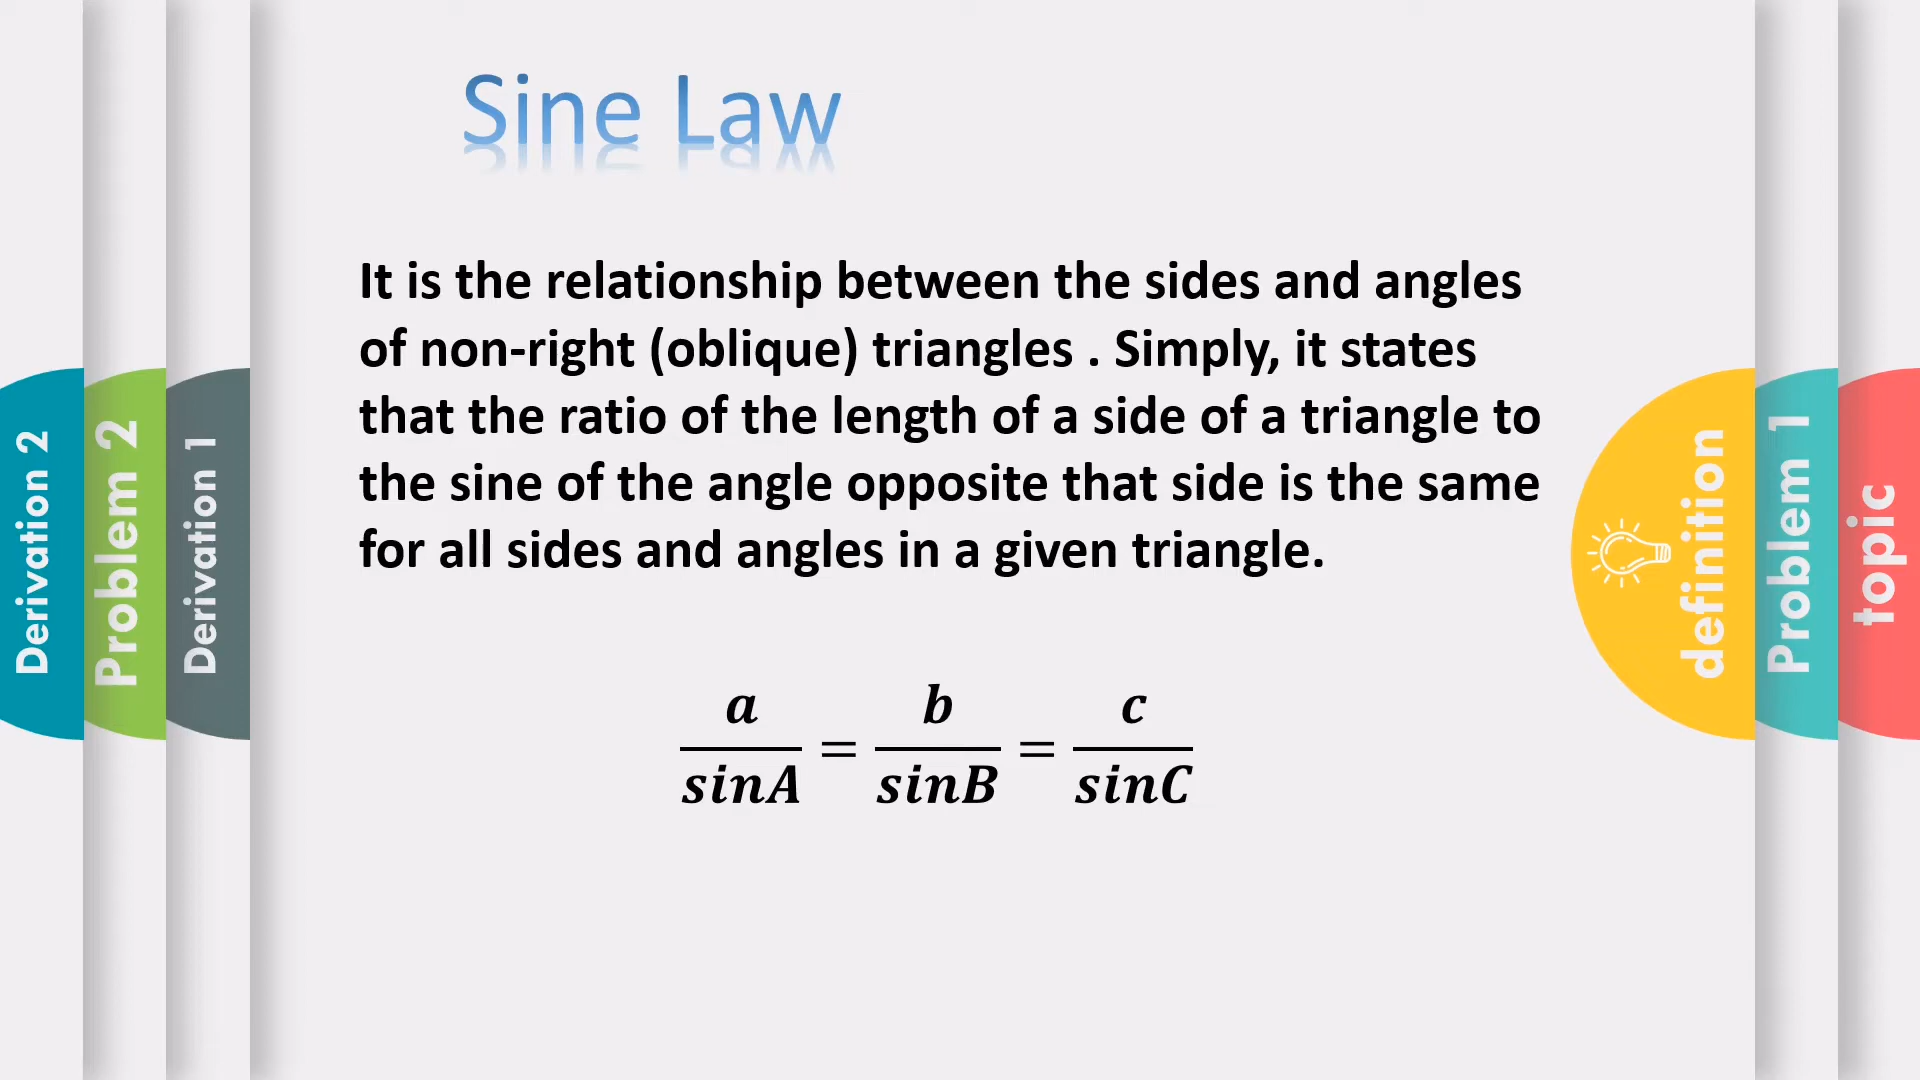 Sine Law
It is the relationship between the sides and angles
of non-right (oblique) triangles . Simply, it states
that the ratio of the length of a side of a triangle to
the sine of the angle opposite that side is the same
for all sides and angles in a given triangle.
a/sinA = b/sinB = c/sinC
Derivation 2
Problem 2
Derivation 1
definition
Problem 1
topic